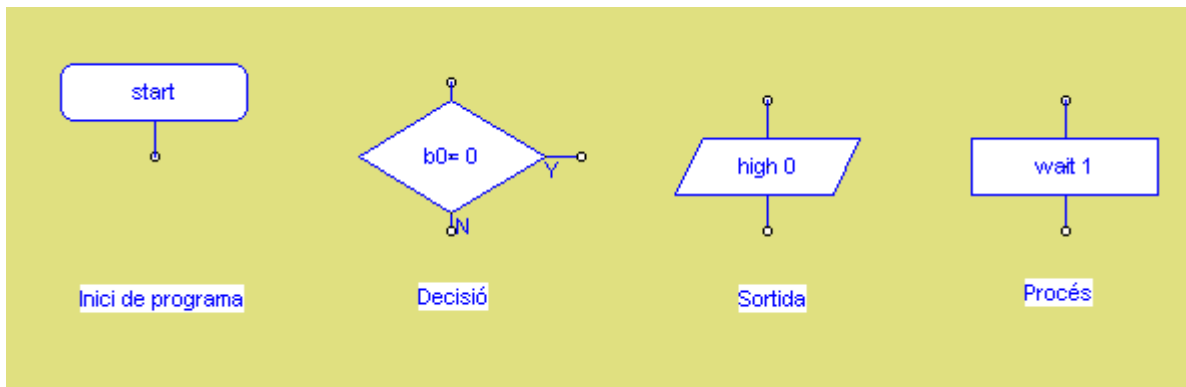 start
b0= 0
Y
N
high 0
wait 1
Inici de programa
Decisió
Sortida
Procés